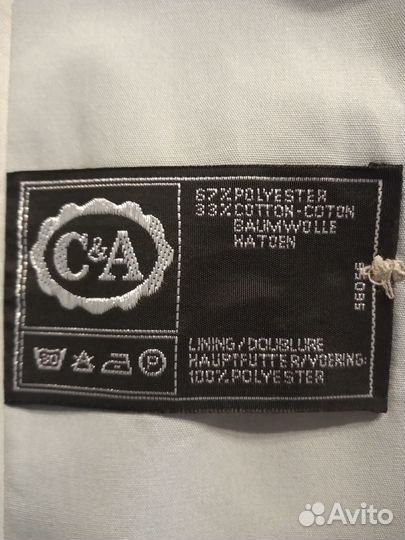 C&A
67% POLYESTER
33% COTTON-COTON
BAUMWOLLE
KATOEN
LINING/DOUBLURE
HAUPTFUTTER/VOERING:
100% POLYESTER
30
P
Avito